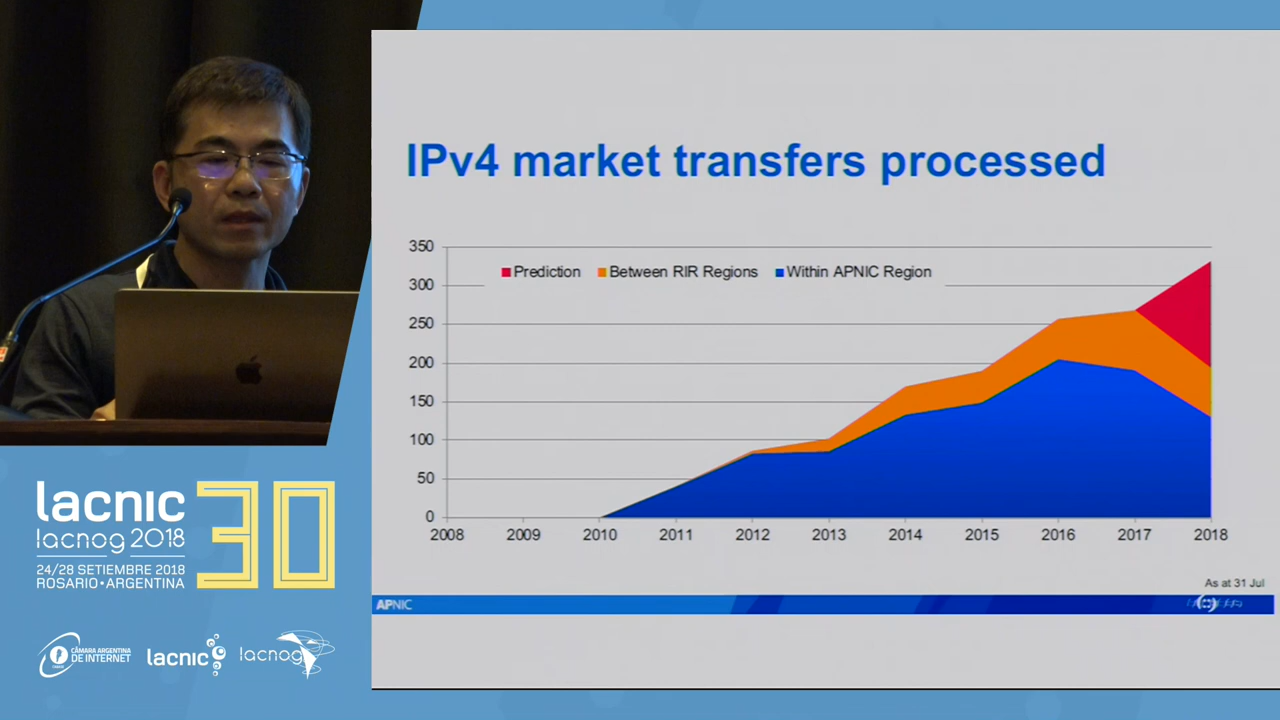 IPv4 market transfers processed
350
300
250
200
150
100
50
0
Prediction Between RIR Regions Within APNIC Region
2008 2009 2010 2011 2012 2013 2014 2015 2016 2017 2018
As at 31 Jul
APNIC
lacnic 30
lacnog 2018
24/28 SETIEMBRE 2018
ROSARIO•ARGENTINA
CÁMARA ARGENTINA
DE INTERNET
lacnic
lacnog